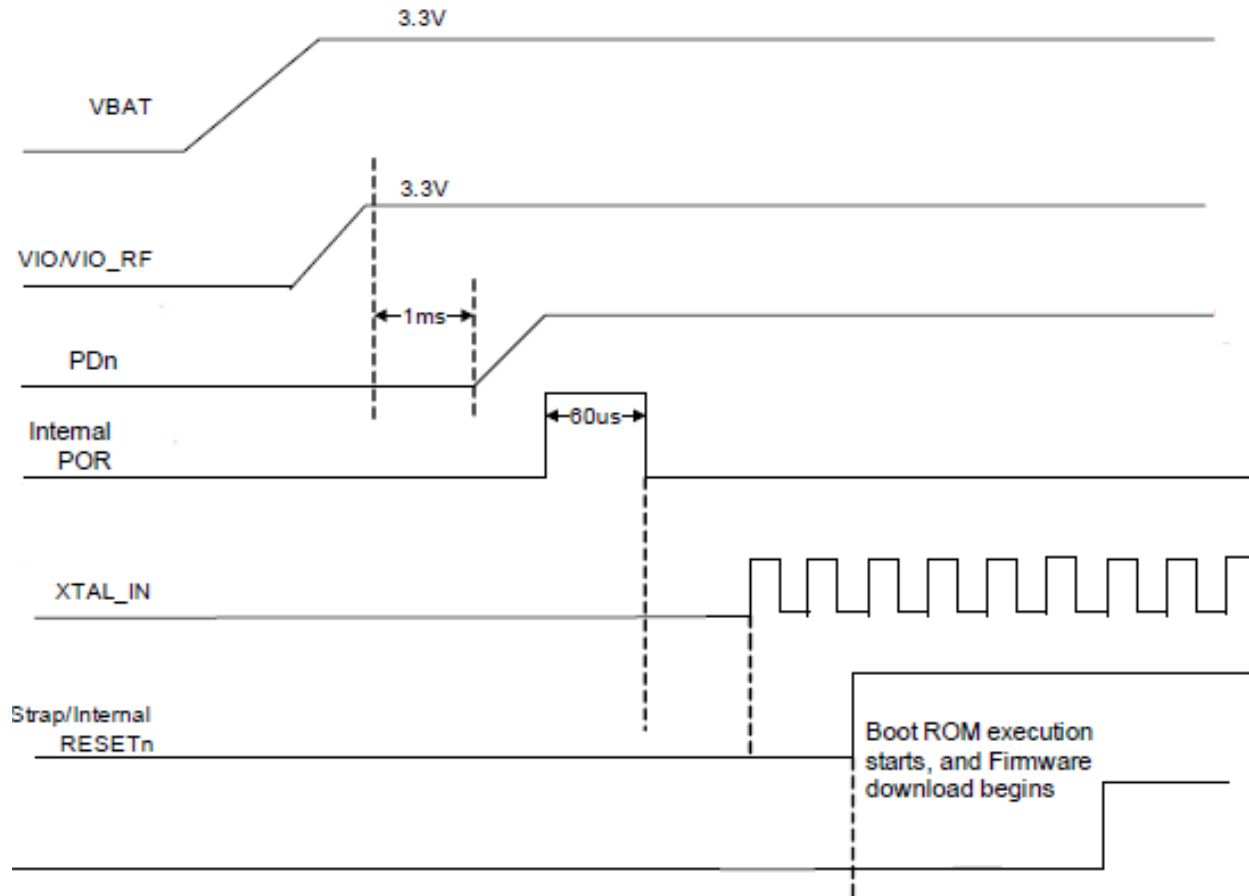 3.3V
VBAT
3.3V
VIO/VIO_RF
1ms
PDn
60us
Internal
POR
XTAL_IN
Strap/Internal
RESETn
Boot ROM execution
starts, and Firmware
download begins